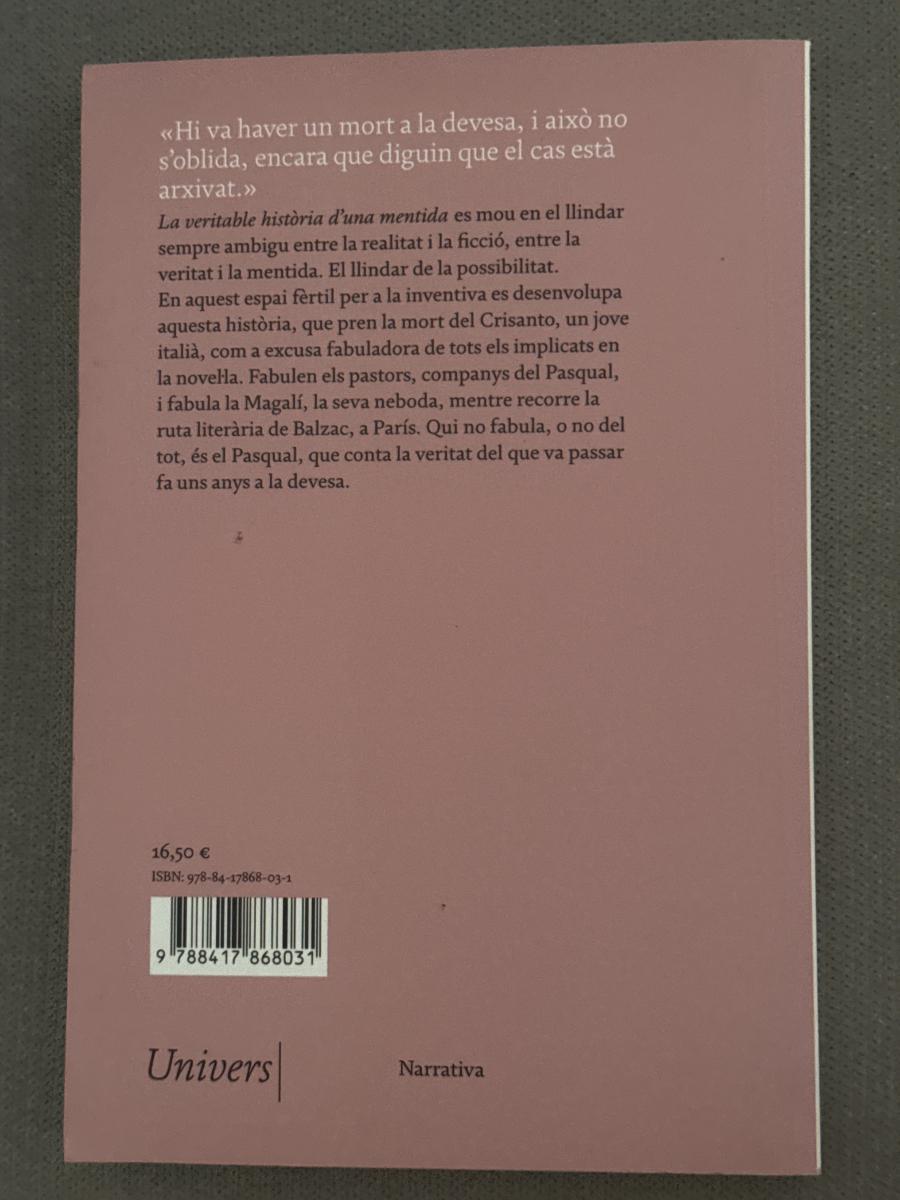 «Hi va haver un mort a la devesa, i això no
s’oblida, encara que diguin que el cas està
arxivat.»
La veritable història d’una mentida es mou en el llindar
sempre ambigu entre la realitat i la ficció, entre la
veritat i la mentida. El llindar de la possibilitat.
En aquest espai fèrtil per a la inventiva es desenvolupa
aquesta història, que pren la mort del Crisanto, un jove
italià, com a excusa fabuladora de tots els implicats en
la novel·la. Fabulen els pastors, companys del Pasqual,
i fabula la Magalí, la seva neboda, mentre recorre la
ruta literària de Balzac, a París. Qui no fabula, o no del
tot, és el Pasqual, que conta la veritat del que va passar
fa uns anys a la devesa.
16,50 €
ISBN: 978-84-17868-03-1
9 788417 868031
Univers
Narrativa